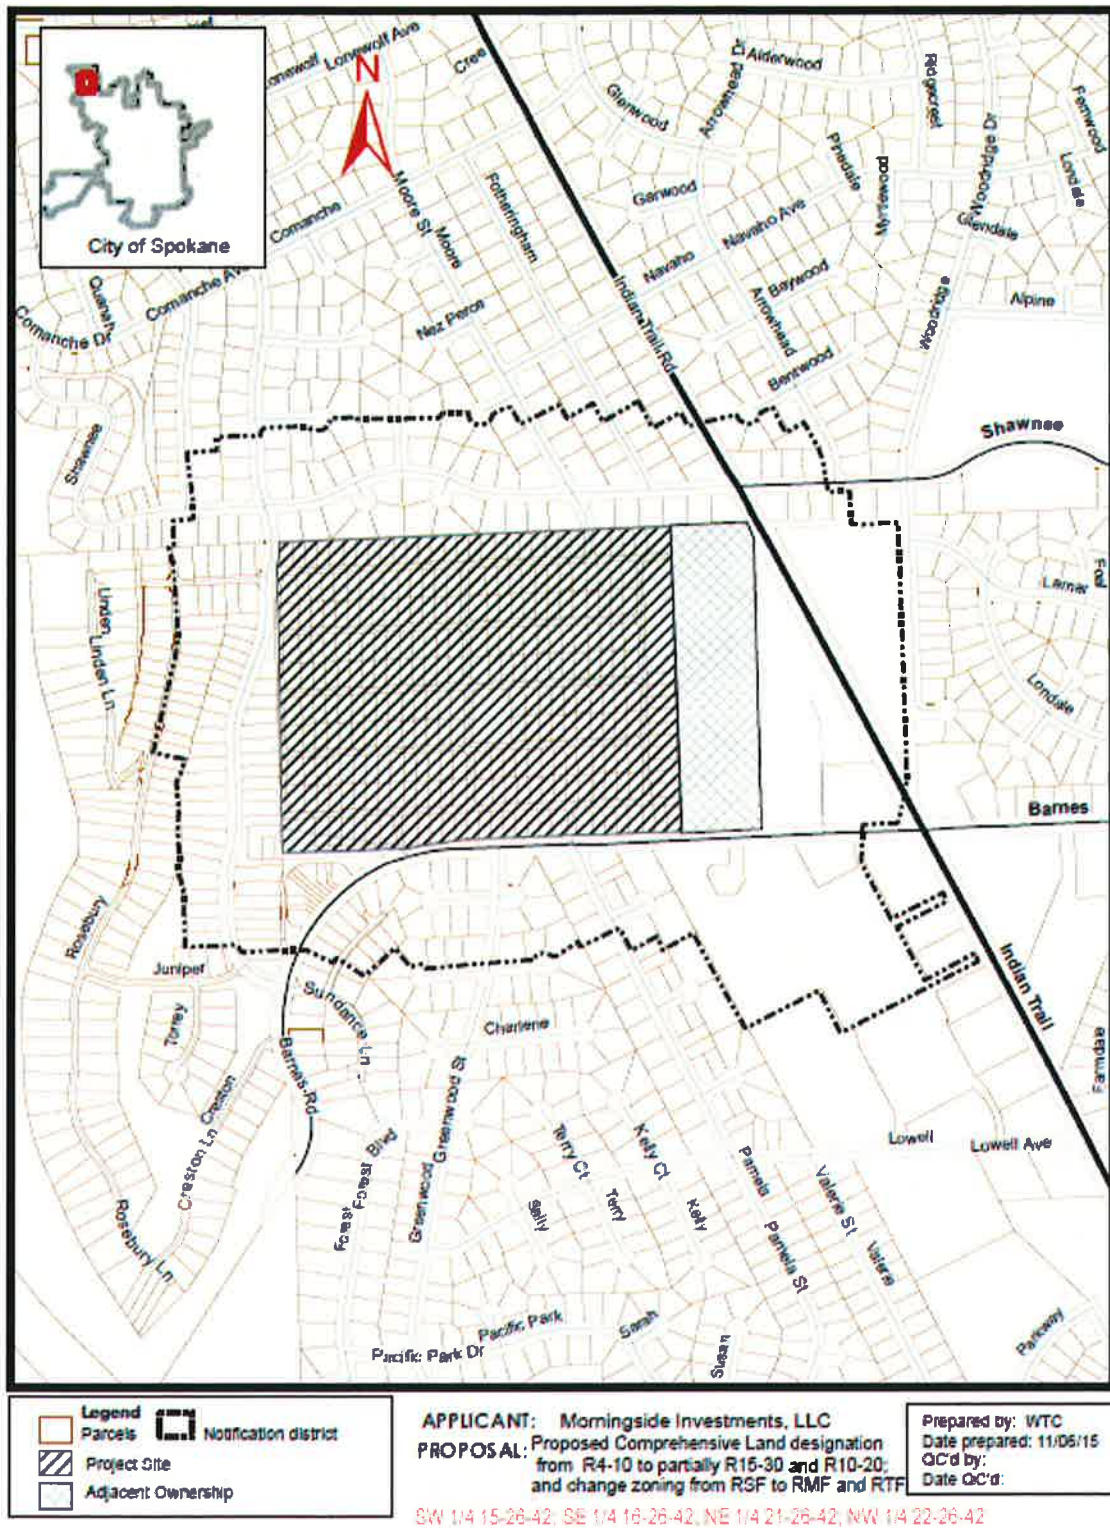 Lonewolf Ave
Cree
N
Arrowhead Dr
Alderwood
Ridgecrest
Glenwood
Fernwood
Pinedale
Woodridge Dr
Londale
Myrtlewood
Garwood
Moore St
Moore
Fotheringham
Comanche
City of Spokane
Navaho Ave
Navaho
Glendale
Baywood
Comanche Ave
Quanah
Comanche Dr
Nez Perce
Indian Trail Rd
Arrowhead
Alpine
Woodridge
Bentwood
Shawnee
Shawnee
Linden
Linden Ln
Lamar
Foal
Londale
Barnes
Rosebury
Juniper
Sundance Ln
Torrey
Charlene
Indian Trail
Barnes Rd
Creston
Creston Ln
Farmdale
Greenwood St
Forest Blvd
Forest
Greenwood
Terry Ct
Kelly Ct
Lowell
Lowell Ave
Pamela
Valerie St
Sally
Terry
Kelly
Rosebury Ln
Pamela St
Valerie
Pacific Park
Pacific Park Dr
Sarah
Susan
Parkway
Legend
Parcels
Notification district
Project Site
Adjacent Ownership
APPLICANT: Morningside Investments, LLC
PROPOSAL: Proposed Comprehensive Land designation
from R4-10 to partially R15-30 and R10-20;
and change zoning from RSF to RMF and RTF
Prepared by: WTC
Date prepared: 11/06/15
QC'd by:
Date QC'd:
SW 1/4 15-26-42; SE 1/4 16-26-42; NE 1/4 21-26-42; NW 1/4 22-26-42